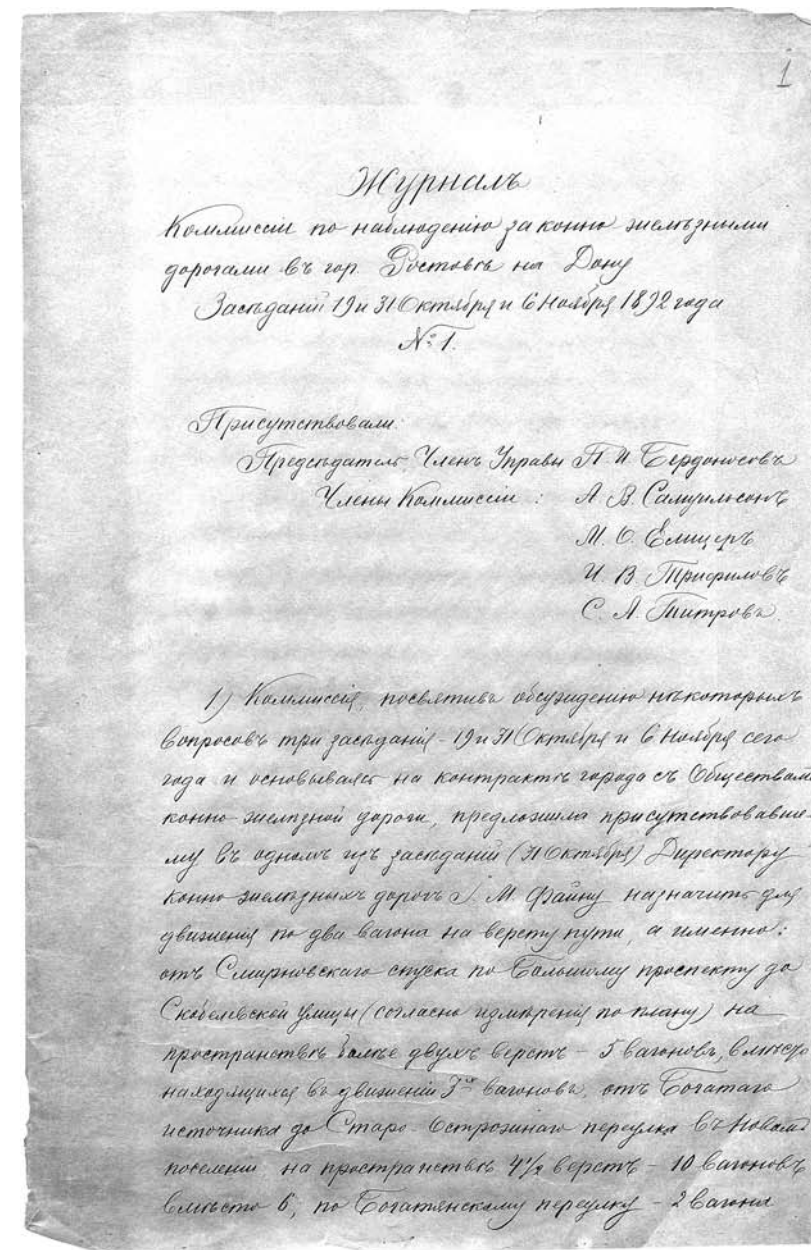 1
Журналъ
Коммиссіи по наблюденію за конно желѣзными
дорогами въ гор. Ростовѣ на Дону
Засѣданій 19 и 31 Октября и 6 Ноября 1892 года
№ 1.
Присутствовали:
Предсѣдатель Членъ Управы П. И. Бердоносовъ
Члены Коммиссіи : А. В. Самуильсонъ
М. О. Елицеръ
И. В. Трифиловъ
С. А. Титровъ.
1) Коммиссія, посвятивъ обсужденію нѣкоторыхъ
вопросовъ три засѣданія - 19 и 31 Октября и 6 Ноября сего
года и основываясь на контрактѣ города съ Обществомъ
конно-желѣзной дороги, предложила присутствовавше-
му въ одномъ изъ засѣданій (31 Октября) Директору
конно желѣзныхъ дорогъ М. Файну назначить для
движенія по два вагона на версту пути, а именно:
отъ Смирновскаго спуска по Большому проспекту до
Скобелевской улицы (согласно измѣренія по плану) на
пространствѣ болѣе двухъ верстъ - 5 вагоновъ, вмѣсто
находящихся въ движеніи 3-хъ вагоновъ, отъ Богатаго
источника до Старо-Острожнаго переулка въ Новомъ
поселеніи на пространствѣ 4 1/2 верстъ - 10 вагоновъ
вмѣсто 6, по Богатянскому переулку - 2 вагона